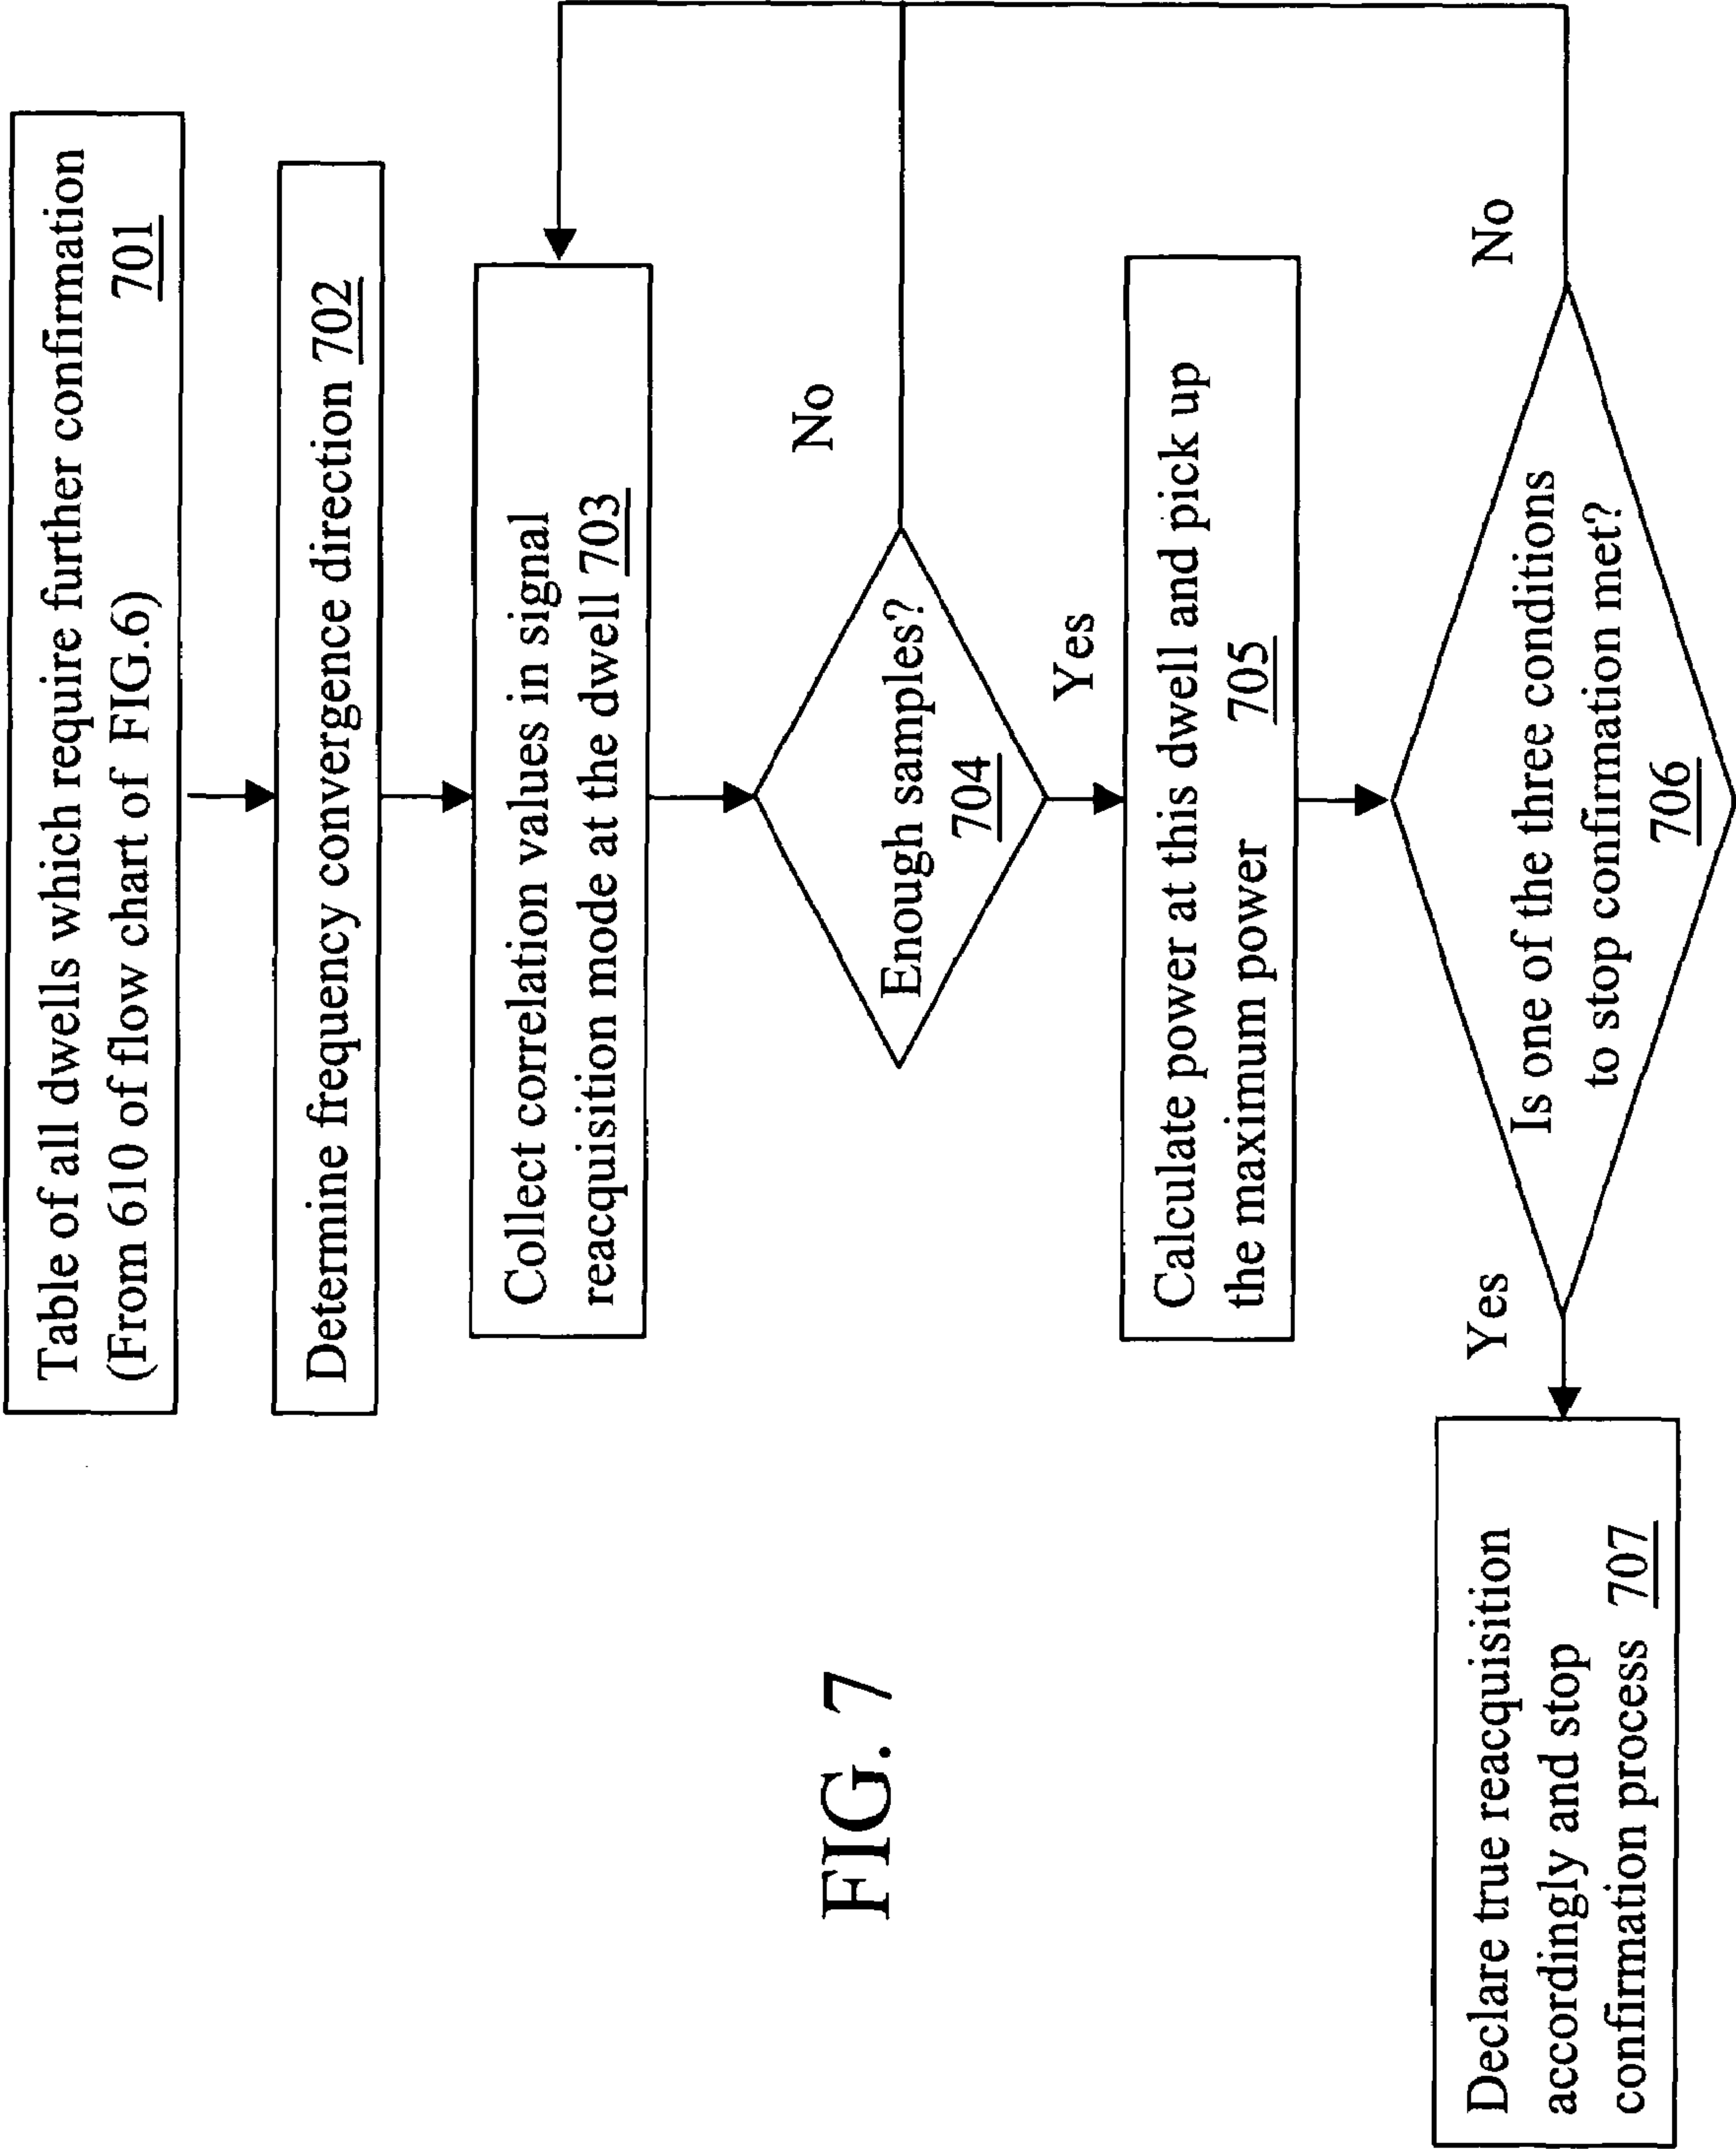 Table of all dwells which require further confirmation
(From 610 of flow chart of FIG.6) 701
Determine frequency convergence direction 702
Collect correlation values in signal
reacquisition mode at the dwell 703
Enough samples?
704
No
Yes
Calculate power at this dwell and pick up
the maximum power 705
Is one of the three conditions
to stop confirmation met?
706
No
Yes
Declare true reacquisition
accordingly and stop
confirmation process 707
FIG. 7